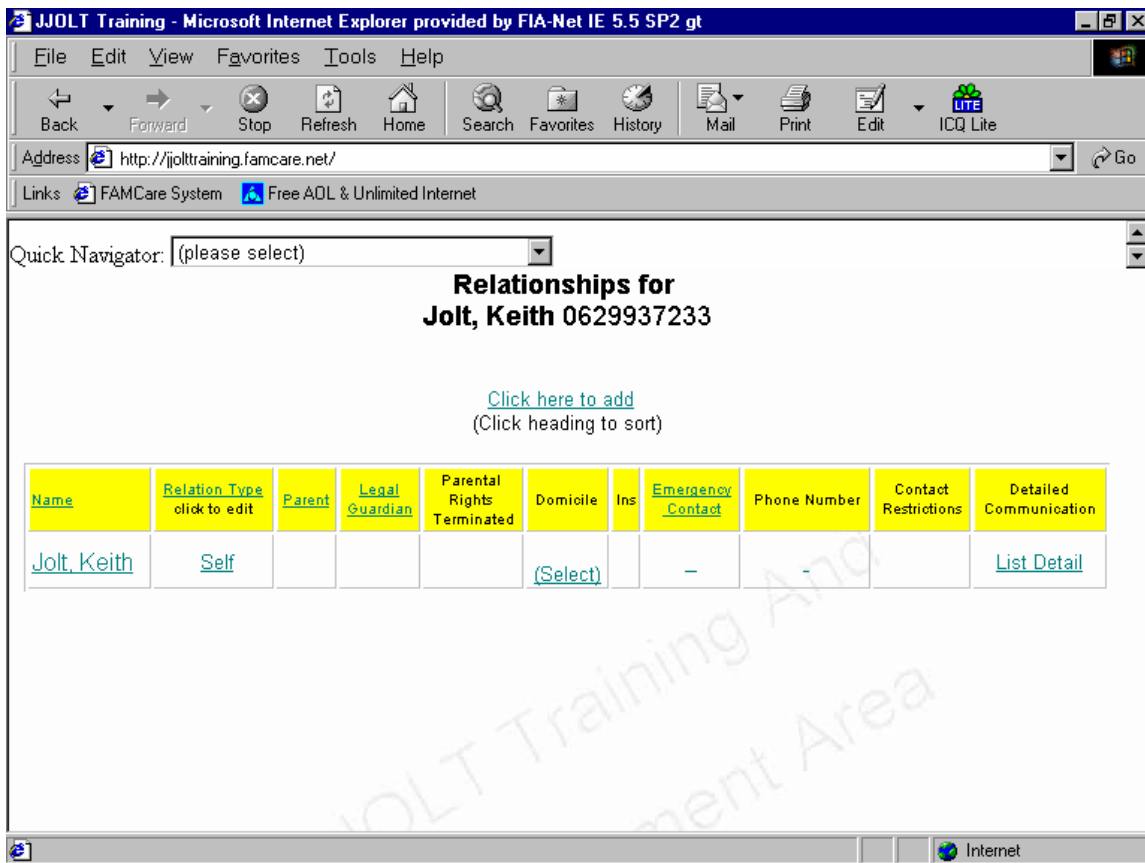 JJOLT Training - Microsoft Internet Explorer provided by FIA-Net IE 5.5 SP2 gt
File Edit View Favorites Tools Help
Back Forward Stop Refresh Home Search Favorites History Mail Print Edit ICQ Lite
Address http://jjolttraining.famcare.net/ Go
Links FAMCare System Free AOL & Unlimited Internet
Quick Navigator: (please select)
Relationships for
Jolt, Keith 0629937233
Click here to add
(Click heading to sort)
Name Relation Type click to edit Parent Legal Guardian Parental Rights Terminated Domicile Ins Emergency Contact Phone Number Contact Restrictions Detailed Communication
Jolt, Keith Self (Select) - - List Detail
JJOLT Training And
ment Area
Internet